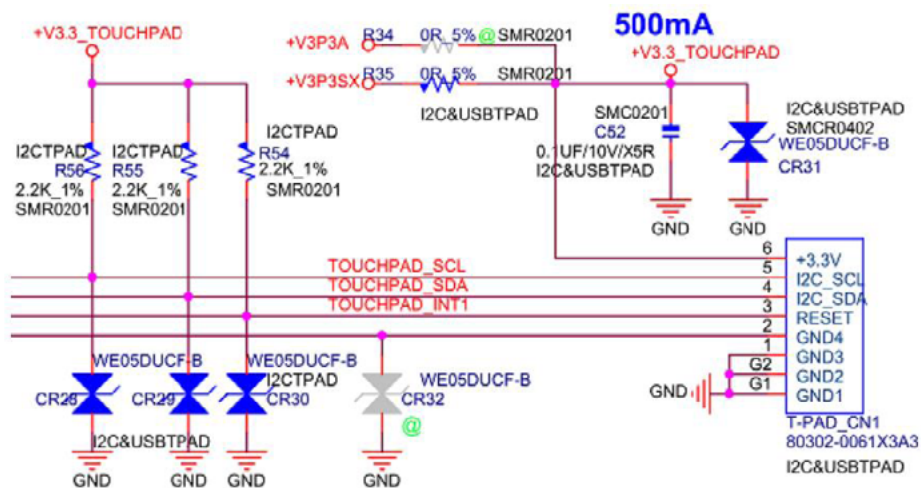 500mA
+V3.3_TOUCHPAD
+V3P3A
R34
0R_5%
@
SMR0201
+V3.3_TOUCHPAD
+V3P3SX
R35
0R_5%
SMR0201
I2C&USBTPAD
SMC0201
C52
0.1UF/10V/X5R
I2C&USBTPAD
GND
I2C&USBTPAD
SMCR0402
WE05DUCF-B
CR31
GND
I2CTPAD
R56
2.2K_1%
SMR0201
I2CTPAD
R55
2.2K_1%
SMR0201
I2CTPAD
R54
2.2K_1%
SMR0201
TOUCHPAD_SCL
TOUCHPAD_SDA
TOUCHPAD_INT1
6
+3.3V
5
I2C_SCL
4
I2C_SDA
3
RESET
2
GND4
1
GND3
G2
GND2
G1
GND1
GND
T-PAD_CN1
80302-0061X3A3
I2C&USBTPAD
WE05DUCF-B
CR28
CR29
I2C&USBTPAD
WE05DUCF-B
I2CTPAD
CR30
WE05DUCF-B
CR32
@
GND
GND
GND
GND